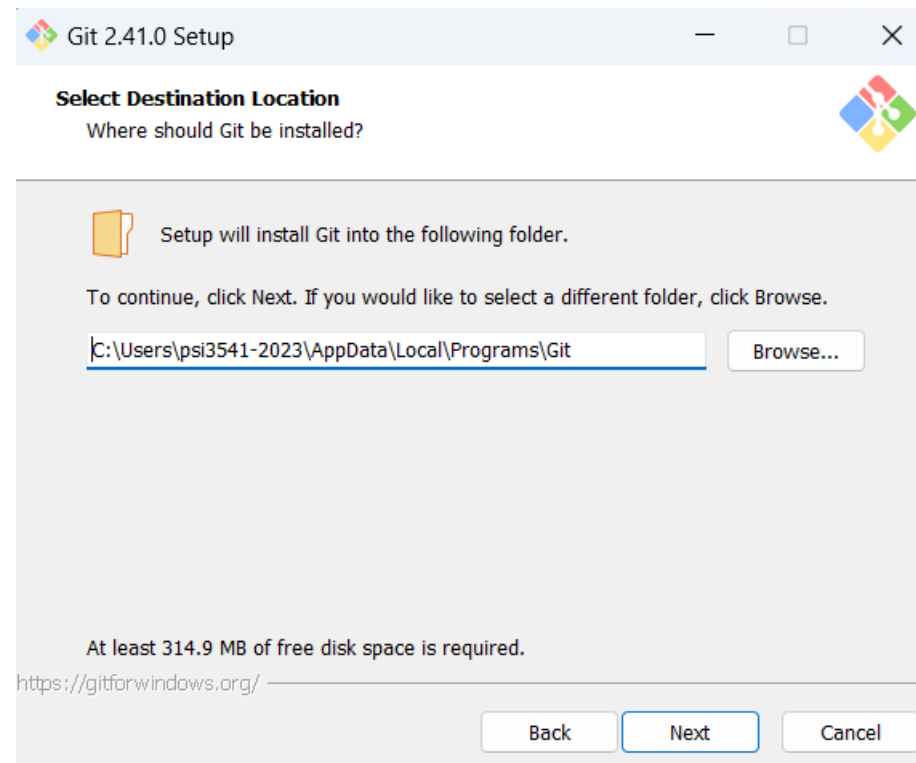 Git 2.41.0 Setup
Select Destination Location
Where should Git be installed?
Setup will install Git into the following folder.
To continue, click Next. If you would like to select a different folder, click Browse.
C:\Users\psi3541-2023\AppData\Local\Programs\Git
Browse...
At least 314.9 MB of free disk space is required.
https://gitforwindows.org/
Back
Next
Cancel